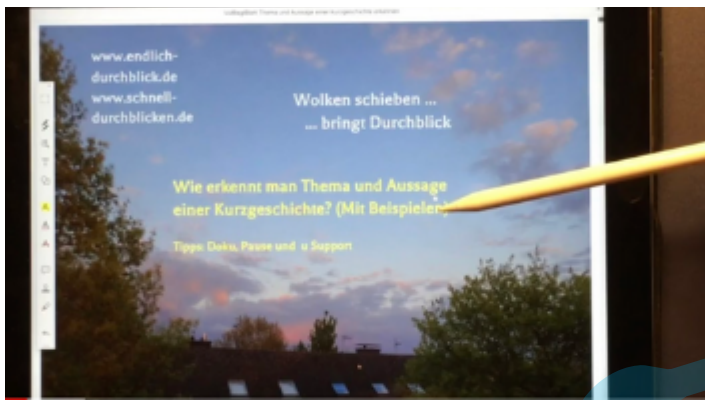 www.endlich-
durchblick.de
www.schnell-
durchblicken.de
Wolken schieben ...
.... bringt Durchblick
Wie erkennt man Thema und Aussage
einer Kurzgeschichte? (Mit Beispielen)
Tipps: Doku, Pause und u Support